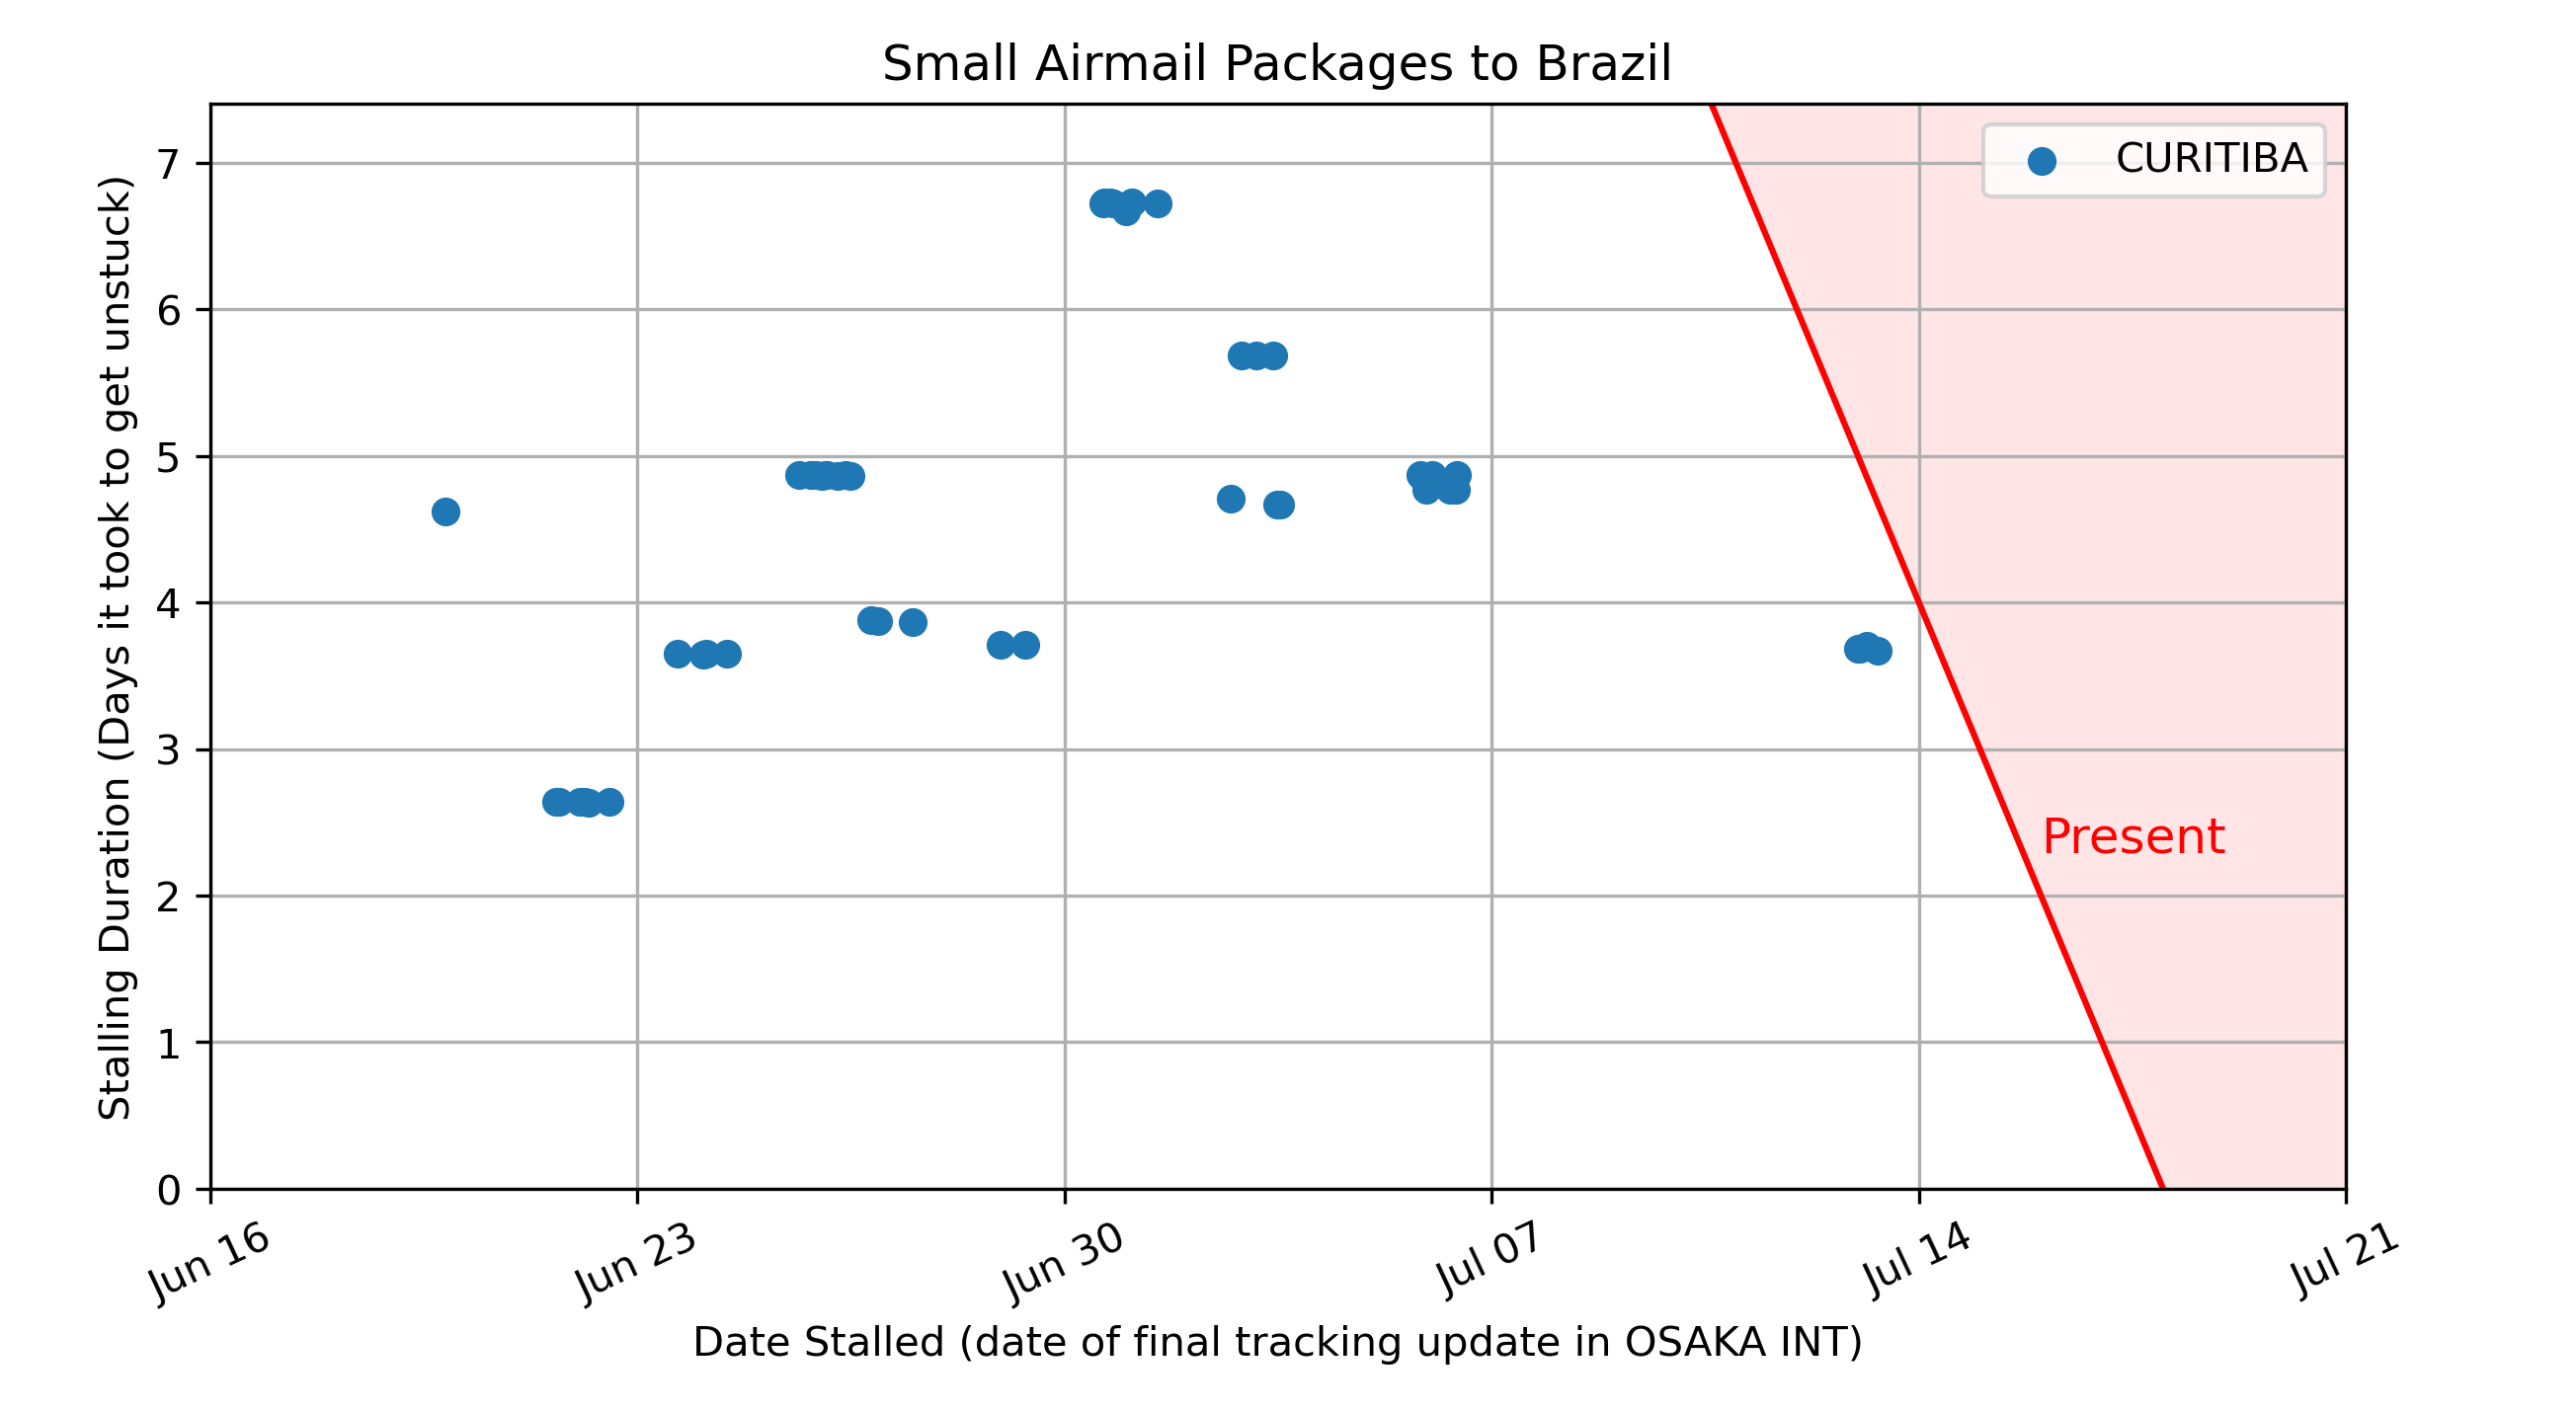 Small Airmail Packages to Brazil
CURITIBA
7
6
5
4
3
2
1
0
Stalling Duration (Days it took to get unstuck)
Present
Jun 16
Jun 23
Jun 30
Jul 07
Jul 14
Jul 21
Date Stalled (date of final tracking update in OSAKA INT)